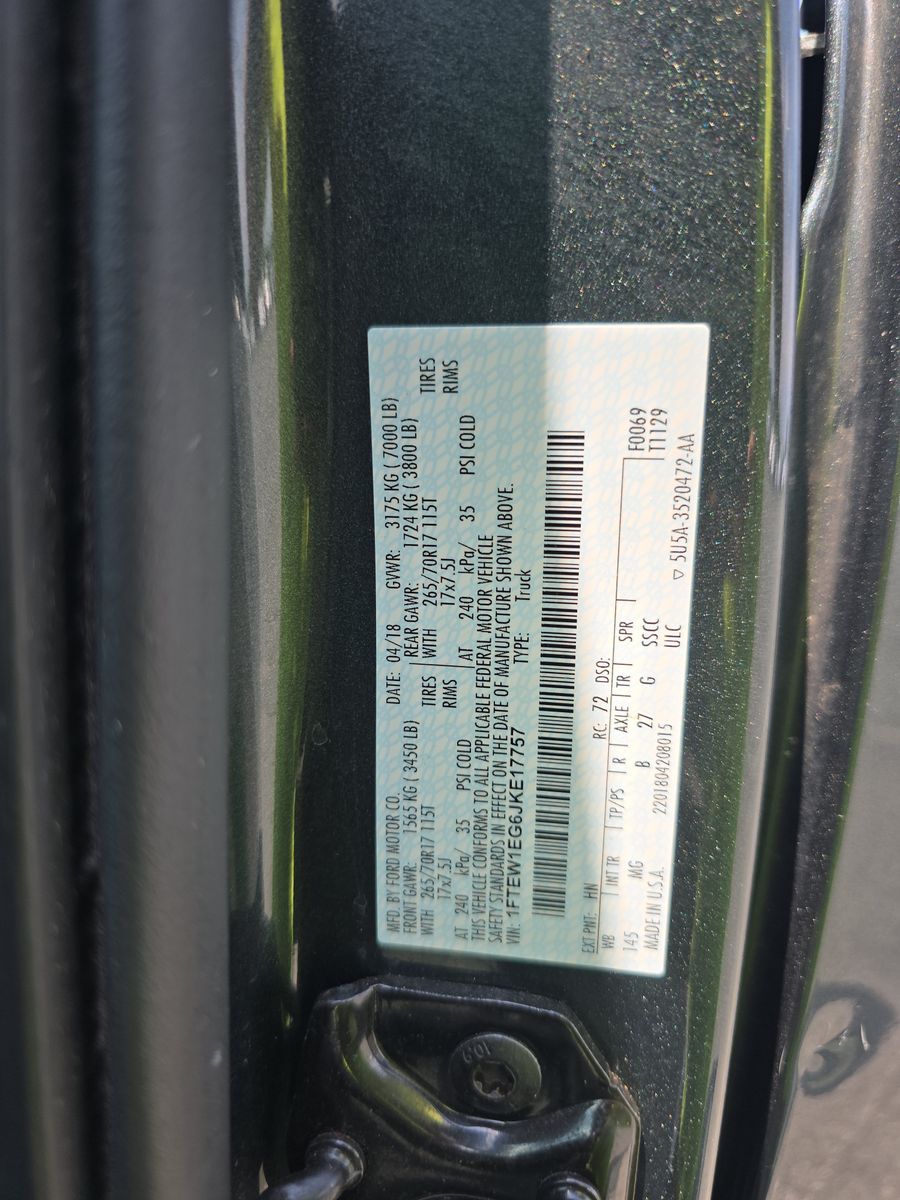 MFD. BY FORD MOTOR CO. DATE: 04/18 GVWR: 3175 KG ( 7000 LB)
FRONT GAWR: 1565 KG ( 3450 LB) REAR GAWR: 1724 KG ( 3800 LB)
WITH 265/70R17 115T TIRES WITH 265/70R17 115T TIRES
17x7.5J RIMS 17x7.5J RIMS
AT 240 kPa/ 35 PSI COLD AT 240 kPa/ 35 PSI COLD
THIS VEHICLE CONFORMS TO ALL APPLICABLE FEDERAL MOTOR VEHICLE
SAFETY STANDARDS IN EFFECT ON THE DATE OF MANUFACTURE SHOWN ABOVE.
VIN: 1FTEW1EG6JKE17757 TYPE: Truck
EXT PNT: HN RC: 72 DSO:
WB INT TR TP/PS R AXLE TR SPR F0069
145 MG B 27 G SSCC T1129
MADE IN U.S.A. 2201804208015 ULC
▽ 5U5A-3520472-AA
10.9